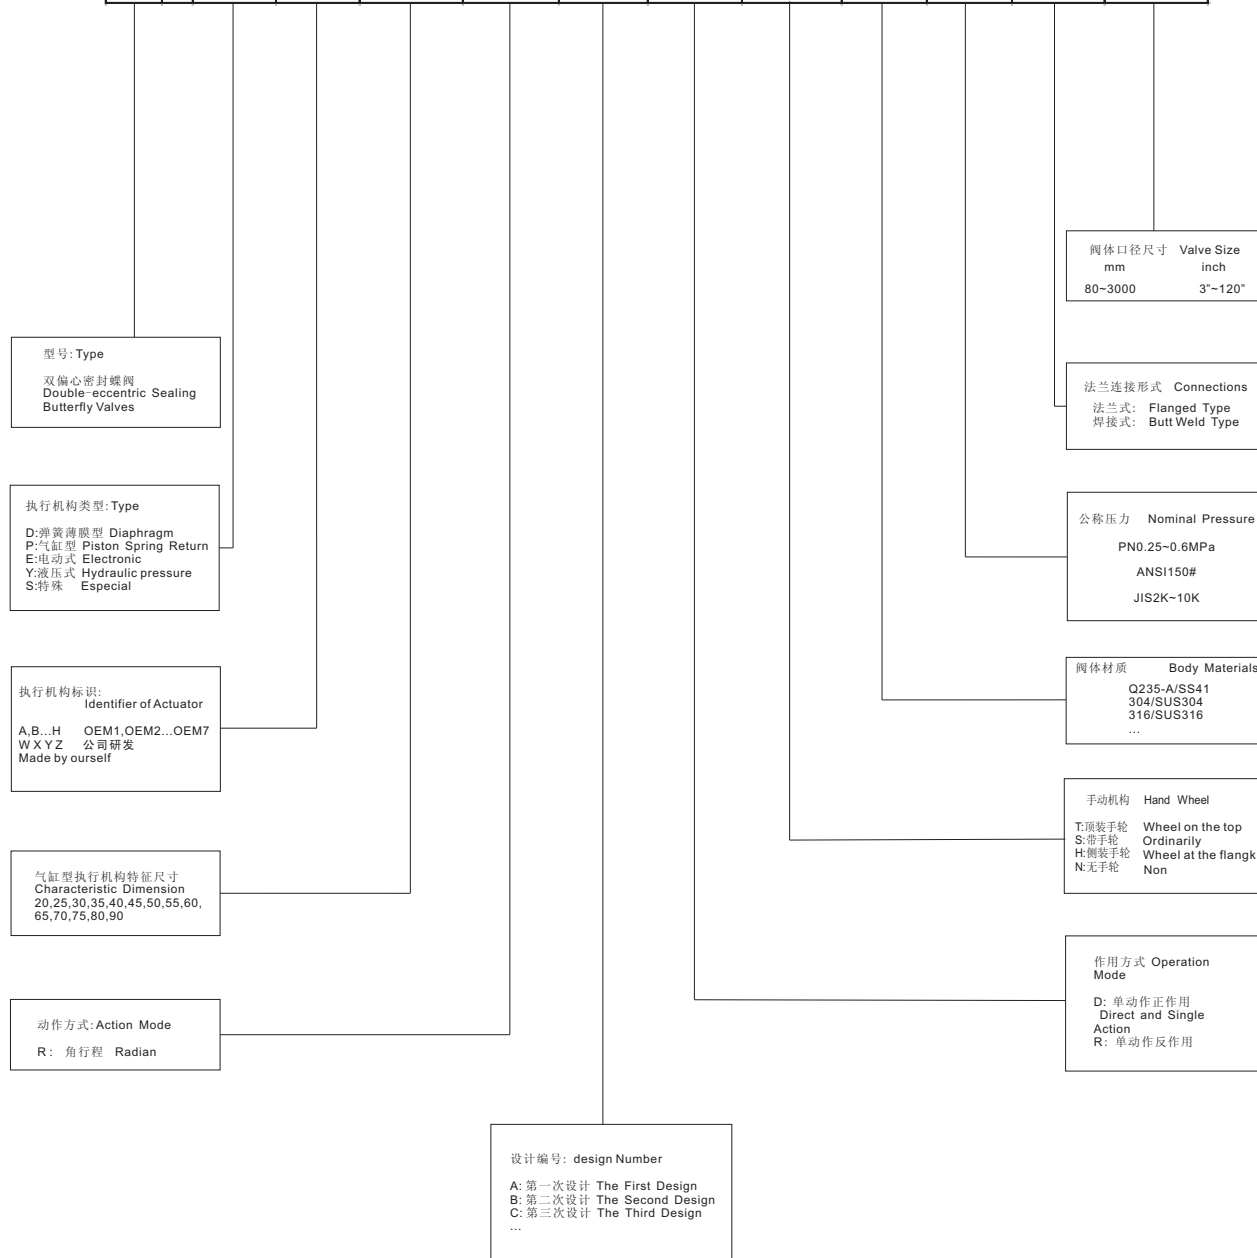 型号: Type
双偏心密封蝶阀
Double-eccentric Sealing
Butterfly Valves
执行机构类型: Type
D:弹簧薄膜型 Diaphragm
P:气缸型 Piston Spring Return
E:电动式 Electronic
Y:液压式 Hydraulic pressure
S:特殊 Especial
执行机构标识:
Identifier of Actuator
A,B...H OEM1,OEM2...OEM7
W X Y Z 公司研发
Made by ourself
气缸型执行机构特征尺寸
Characteristic Dimension
20,25,30,35,40,45,50,55,60,
65,70,75,80,90
动作方式: Action Mode
R: 角行程 Radian
设计编号: design Number
A: 第一次设计 The First Design
B: 第二次设计 The Second Design
C: 第三次设计 The Third Design
...
阀体口径尺寸 Valve Size
mm inch
80~3000 3"~120"
法兰连接形式 Connections
法兰式: Flanged Type
焊接式: Butt Weld Type
公称压力 Nominal Pressure
PN0.25~0.6MPa
ANSI150#
JIS2K~10K
阀体材质 Body Materials
Q235-A/SS41
304/SUS304
316/SUS316
...
手动机构 Hand Wheel
T:顶装手轮 Wheel on the top
S:带手轮 Ordinarily
H:侧装手轮 Wheel at the flangk
N:无手轮 Non
作用方式 Operation
Mode
D: 单动作正作用
Direct and Single
Action
R: 单动作反作用